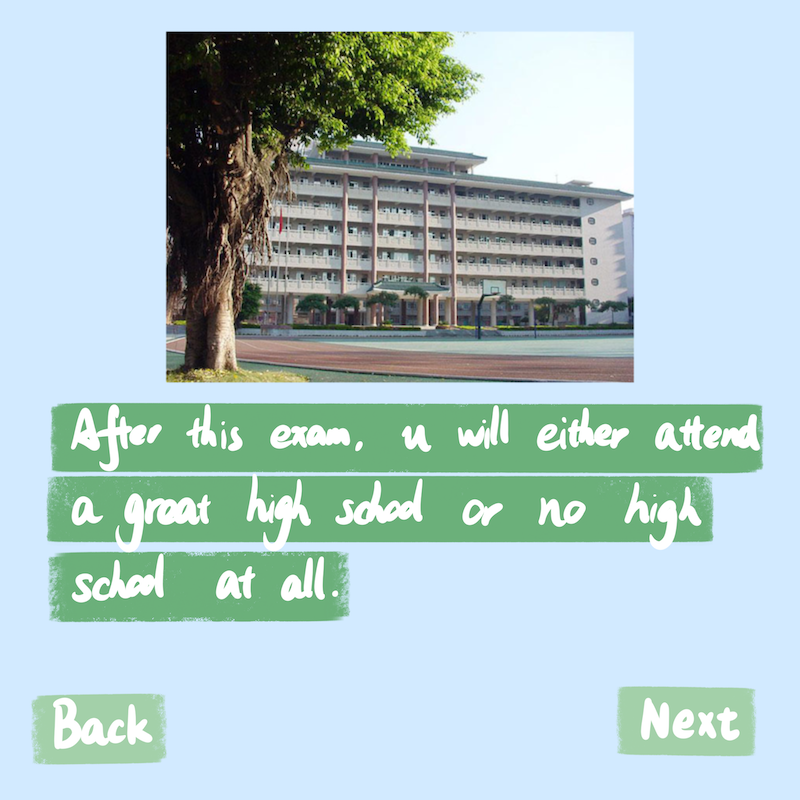 After this exam, u will either attend
a great high school or no high
school at all.
Back
Next